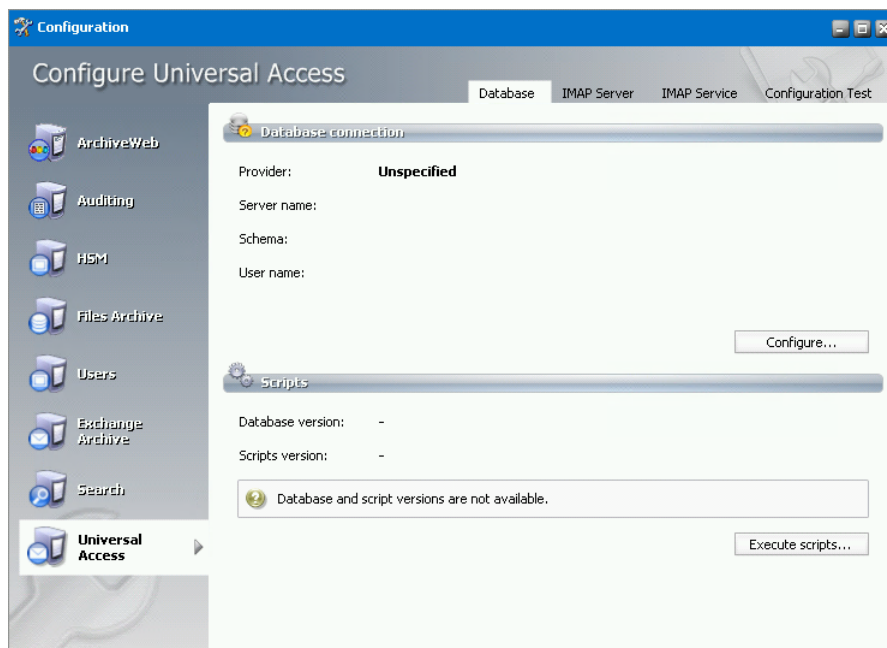 Configuration
Configure Universal Access
Database IMAP Server IMAP Service Configuration Test
ArchiveWeb
Auditing
HSM
Files Archive
Users
Exchange
Archive
Search
Universal
Access
Database connection
Provider: Unspecified
Server name:
Schema:
User name:
Configure...
Scripts
Database version: -
Scripts version: -
Database and script versions are not available.
Execute scripts...